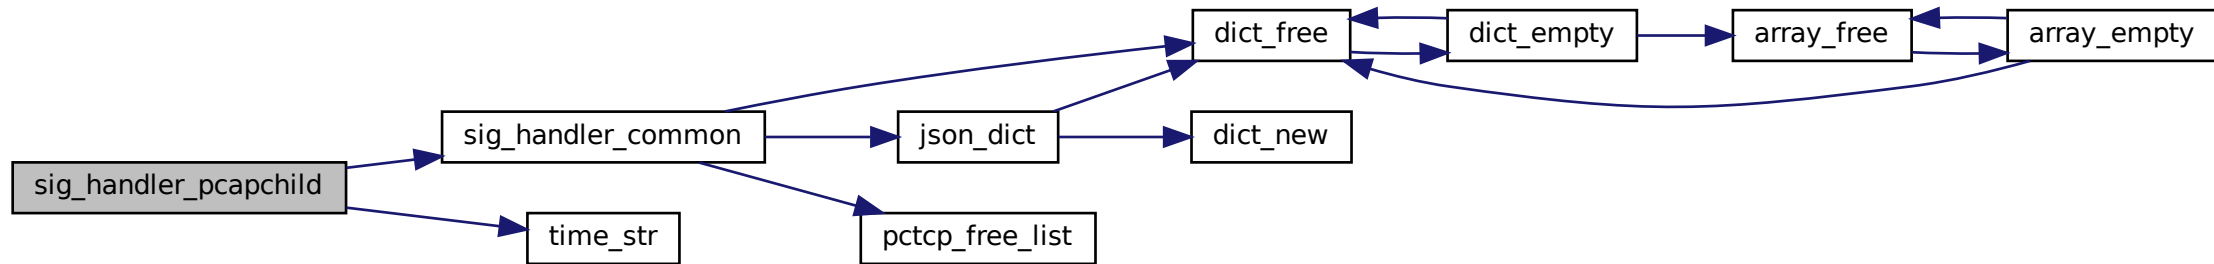 sig_handler_pcapchild
sig_handler_common
time_str
json_dict
pctcp_free_list
dict_free
dict_new
dict_empty
array_free
array_empty